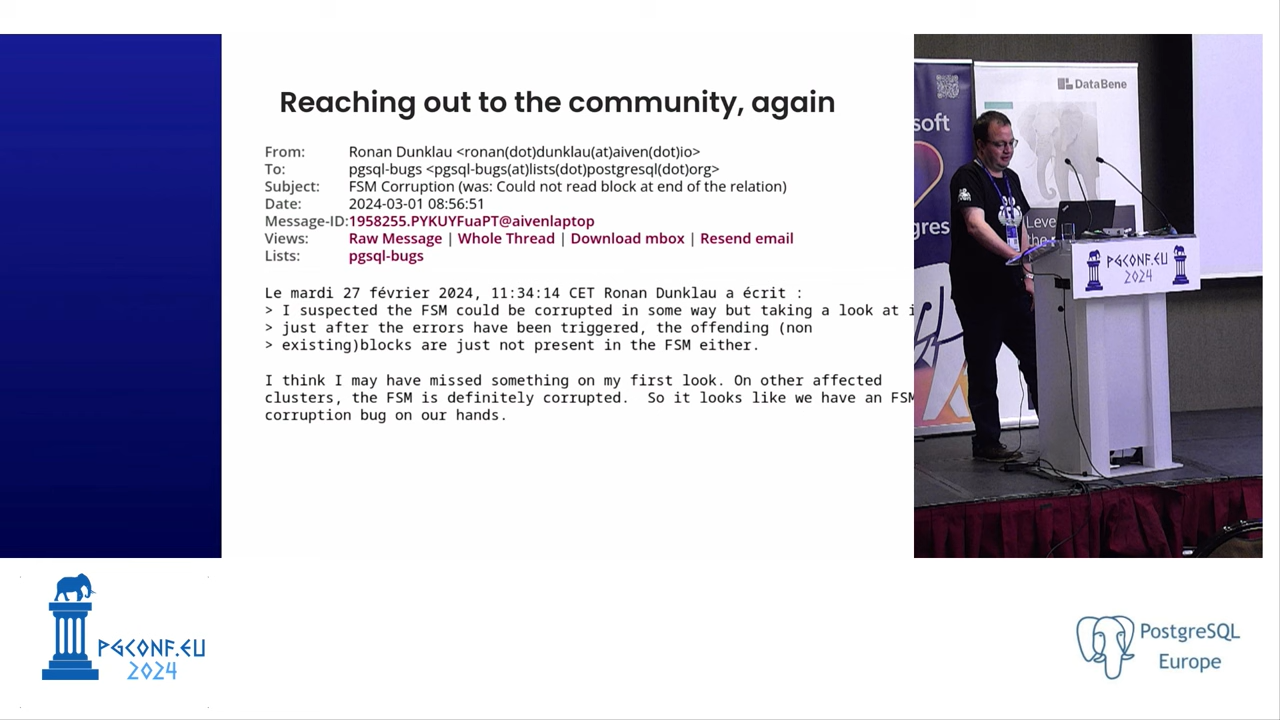 Reaching out to the community, again
From: Ronan Dunklau <ronan(dot)dunklau(at)aiven(dot)io>
To: pgsql-bugs <pgsql-bugs(at)lists(dot)postgresql(dot)org>
Subject: FSM Corruption (was: Could not read block at end of the relation)
Date: 2024-03-01 08:56:51
Message-ID:1958255.PYKUYFuaPT@aivenlaptop
Views: Raw Message | Whole Thread | Download mbox | Resend email
Lists: pgsql-bugs
Le mardi 27 février 2024, 11:34:14 CET Ronan Dunklau a écrit :
> I suspected the FSM could be corrupted in some way but taking a look at i
> just after the errors have been triggered, the offending (non
> existing)blocks are just not present in the FSM either.
I think I may have missed something on my first look. On other affected
clusters, the FSM is definitely corrupted.  So it looks like we have an FSM
corruption bug on our hands.
DataBene
soft
gres
Leve
the
PGCONF.EU
2024
PGCONF.EU
2024
PostgreSQL
Europe